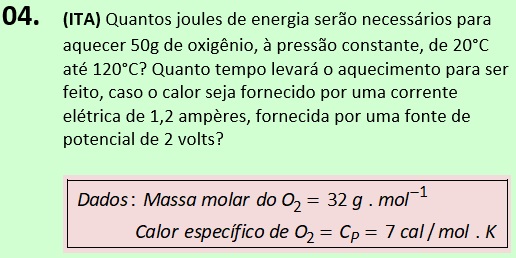 04. (ITA) Quantos joules de energia serão necessários para
aquecer 50g de oxigênio, à pressão constante, de 20°C
até 120°C? Quanto tempo levará o aquecimento para ser
feito, caso o calor seja fornecido por uma corrente
elétrica de 1,2 ampères, fornecida por uma fonte de
potencial de 2 volts?
Dados: Massa molar do O₂ = 32 g . mol⁻¹
Calor específico de O₂ = C_P = 7 cal / mol . K